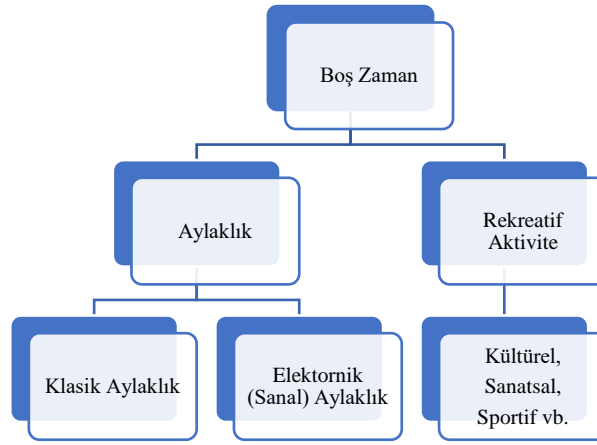 Boş Zaman
Aylaklık
Rekreatif
Aktivite
Klasik Aylaklık
Elektornik
(Sanal) Aylaklık
Kültürel,
Sanatsal,
Sportif vb.